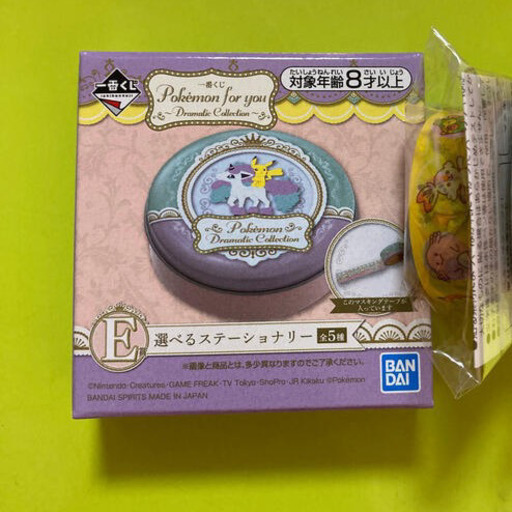 一番くじ
一番くじ
Pokémon for you
~Dramatic Collection~
たいしょうねんれい さい いじょう
対象年齢8才以上
Pokémon
Dramatic Collection
このマスキングテープが
入っています
E賞 選べるステーショナリー 全5種
※画像と商品とは、多少異なりますのでご了承ください。
©Nintendo・Creatures・GAME FREAK・TV Tokyo・ShoPro・JR Kikaku ©Pokémon
BANDAI SPIRITS MADE IN JAPAN
BAN
DAI